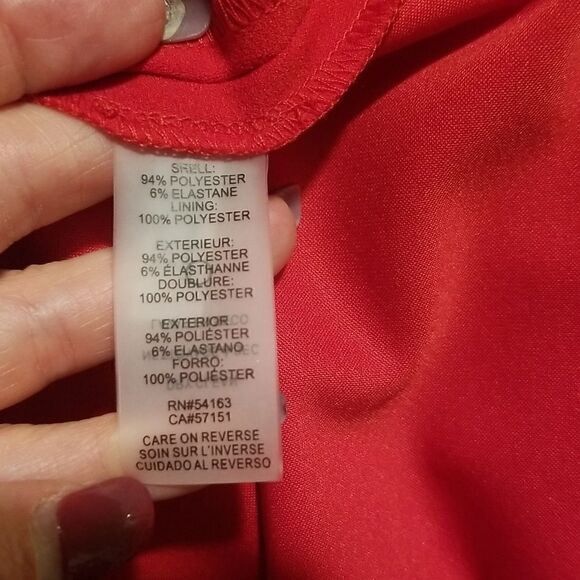 SHELL:
94% POLYESTER
6% ELASTANE
LINING:
100% POLYESTER
EXTERIEUR:
94% POLYESTER
6% ÉLASTHANNE
DOUBLURE:
100% POLYESTER
EXTERIOR
94% POLIÉSTER
6% ELASTANO
FORRO:
100% POLIÉSTER
RN#54163
CA#57151
CARE ON REVERSE
SOIN SUR L'INVERSE
CUIDADO AL REVERSO